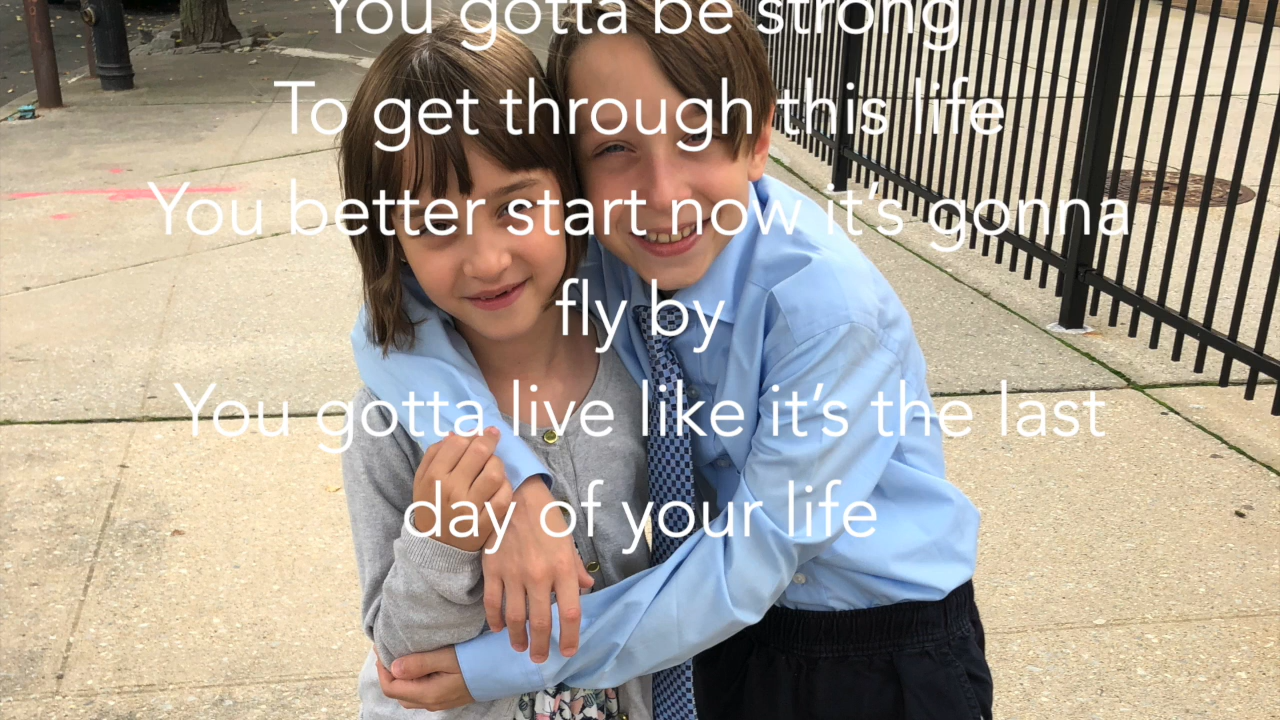 You gotta be strong
To get through this life
You better start now it’s gonna
fly by
You gotta live like it’s the last
day of your life